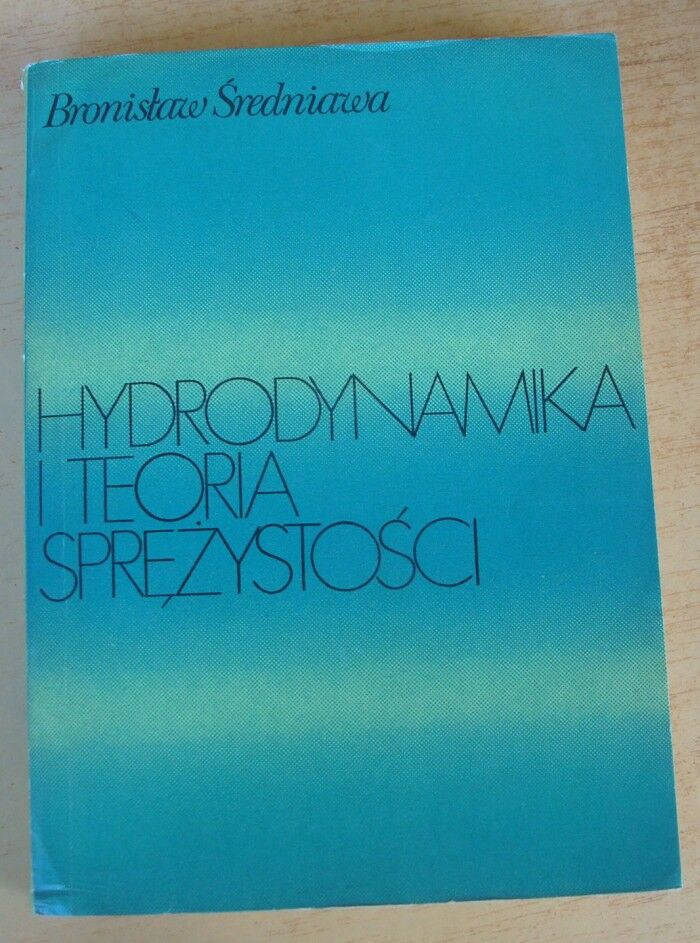 Bronisław Średniawa
HYDRODYNAMIKA
I TEORIA
SPRĘŻYSTOŚCI